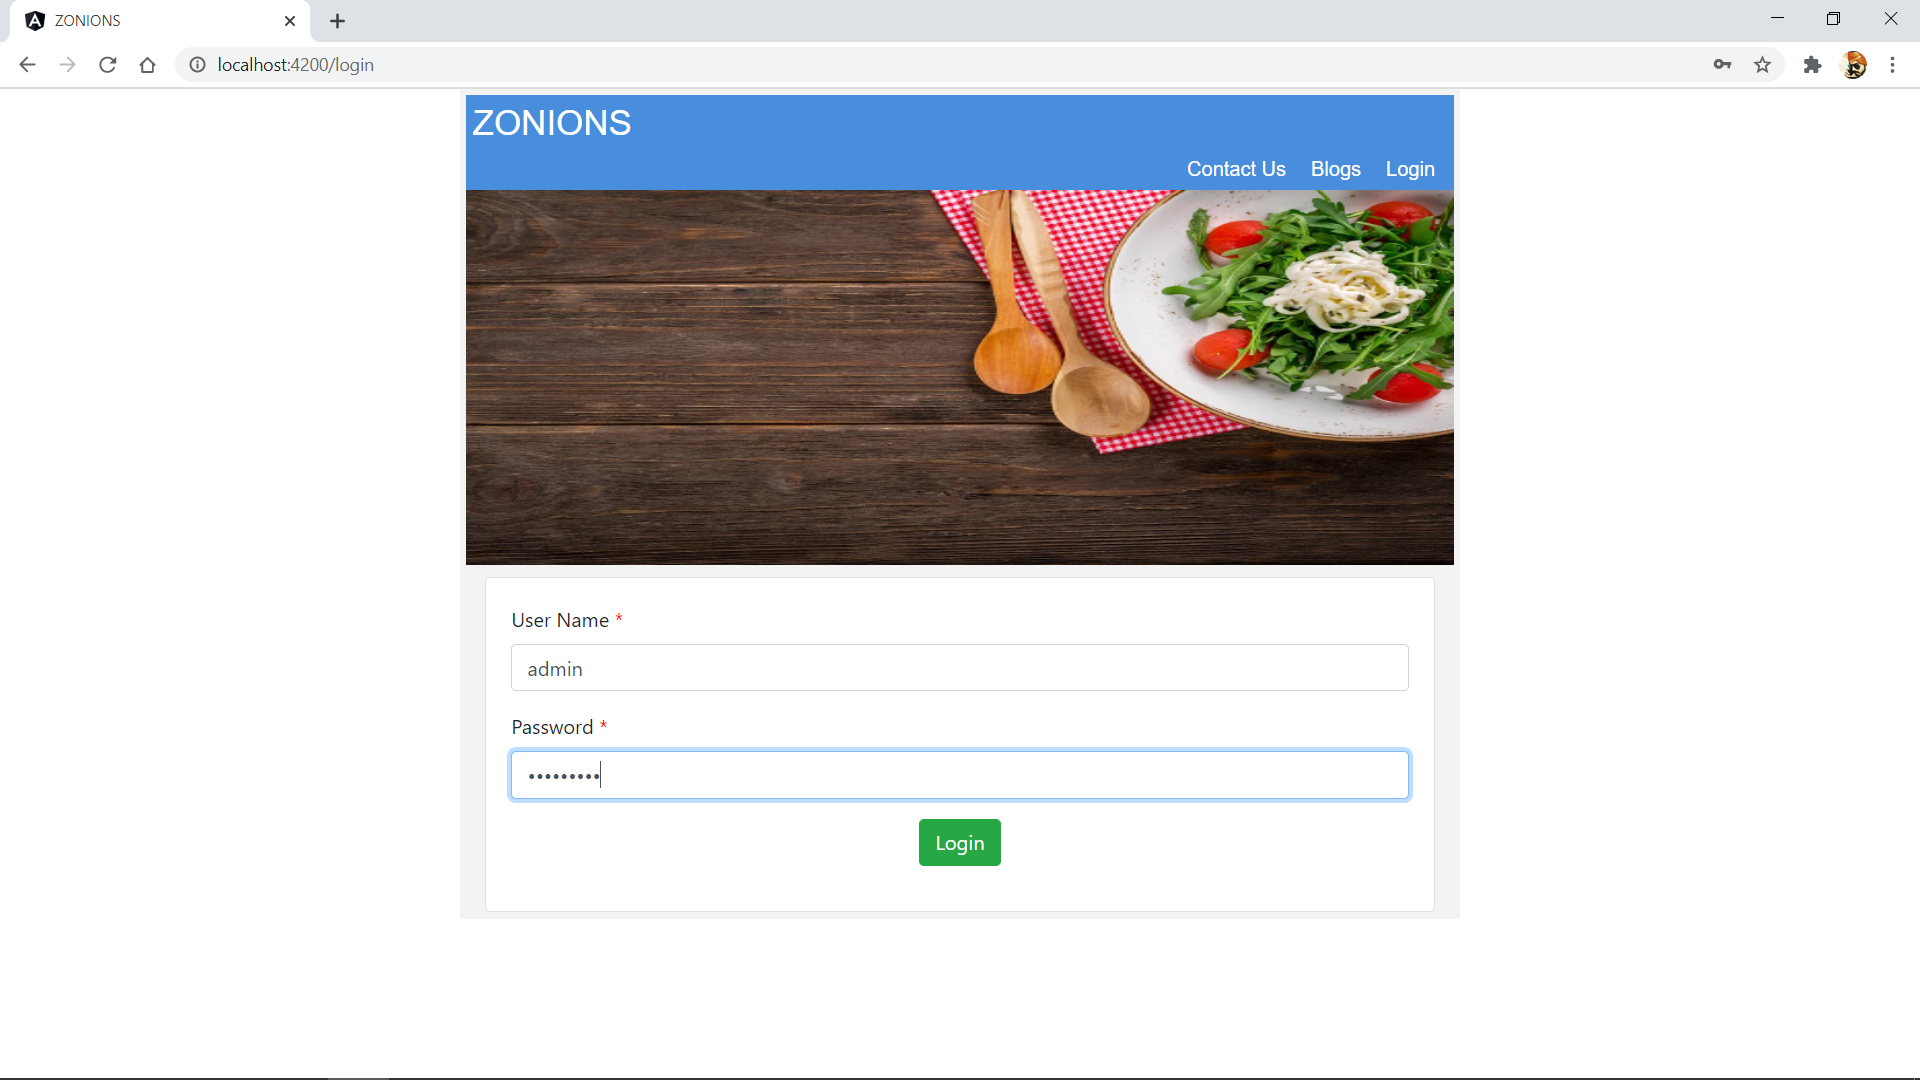 ZONIONS
localhost:4200/login
ZONIONS
Contact Us Blogs Login
User Name *
admin
Password *
•••••••••
Login